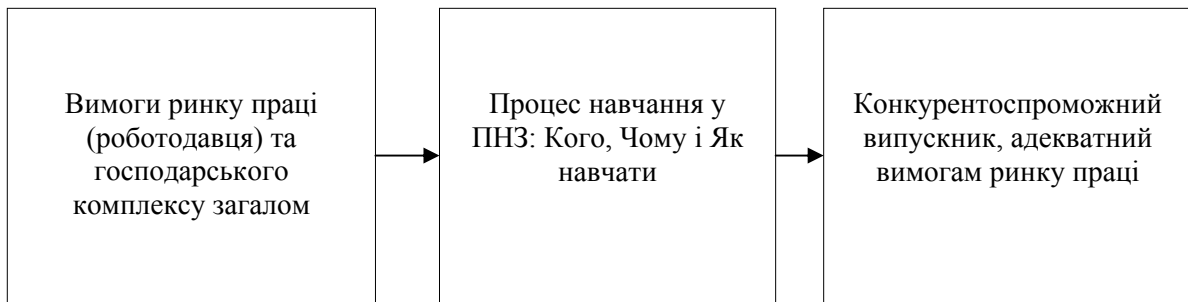 Вимоги ринку праці
(роботодавця) та
господарського
комплексу загалом
Процес навчання у
ПНЗ: Кого, Чому і Як
навчати
Конкурентоспроможний
випускник, адекватний
вимогам ринку праці